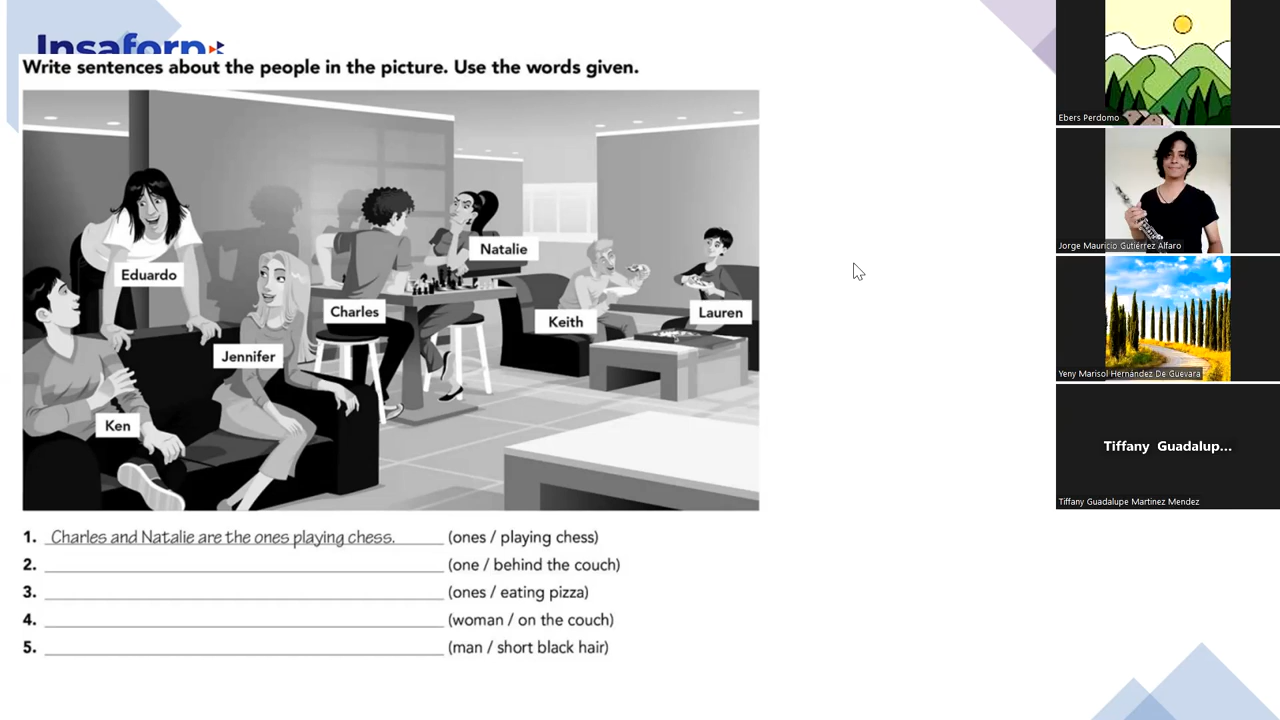 Insaforp
Write sentences about the people in the picture. Use the words given.
Eduardo
Natalie
Charles
Keith
Lauren
Jennifer
Ken
1. Charles and Natalie are the ones playing chess. (ones / playing chess)
2. (one / behind the couch)
3. (ones / eating pizza)
4. (woman / on the couch)
5. (man / short black hair)
Ebers Perdomo
Jorge Mauricio Gutiérrez Alfaro
Yeny Marisol Hernández De Guevara
Tiffany Guadalup...
Tiffany Guadalupe Martinez Mendez